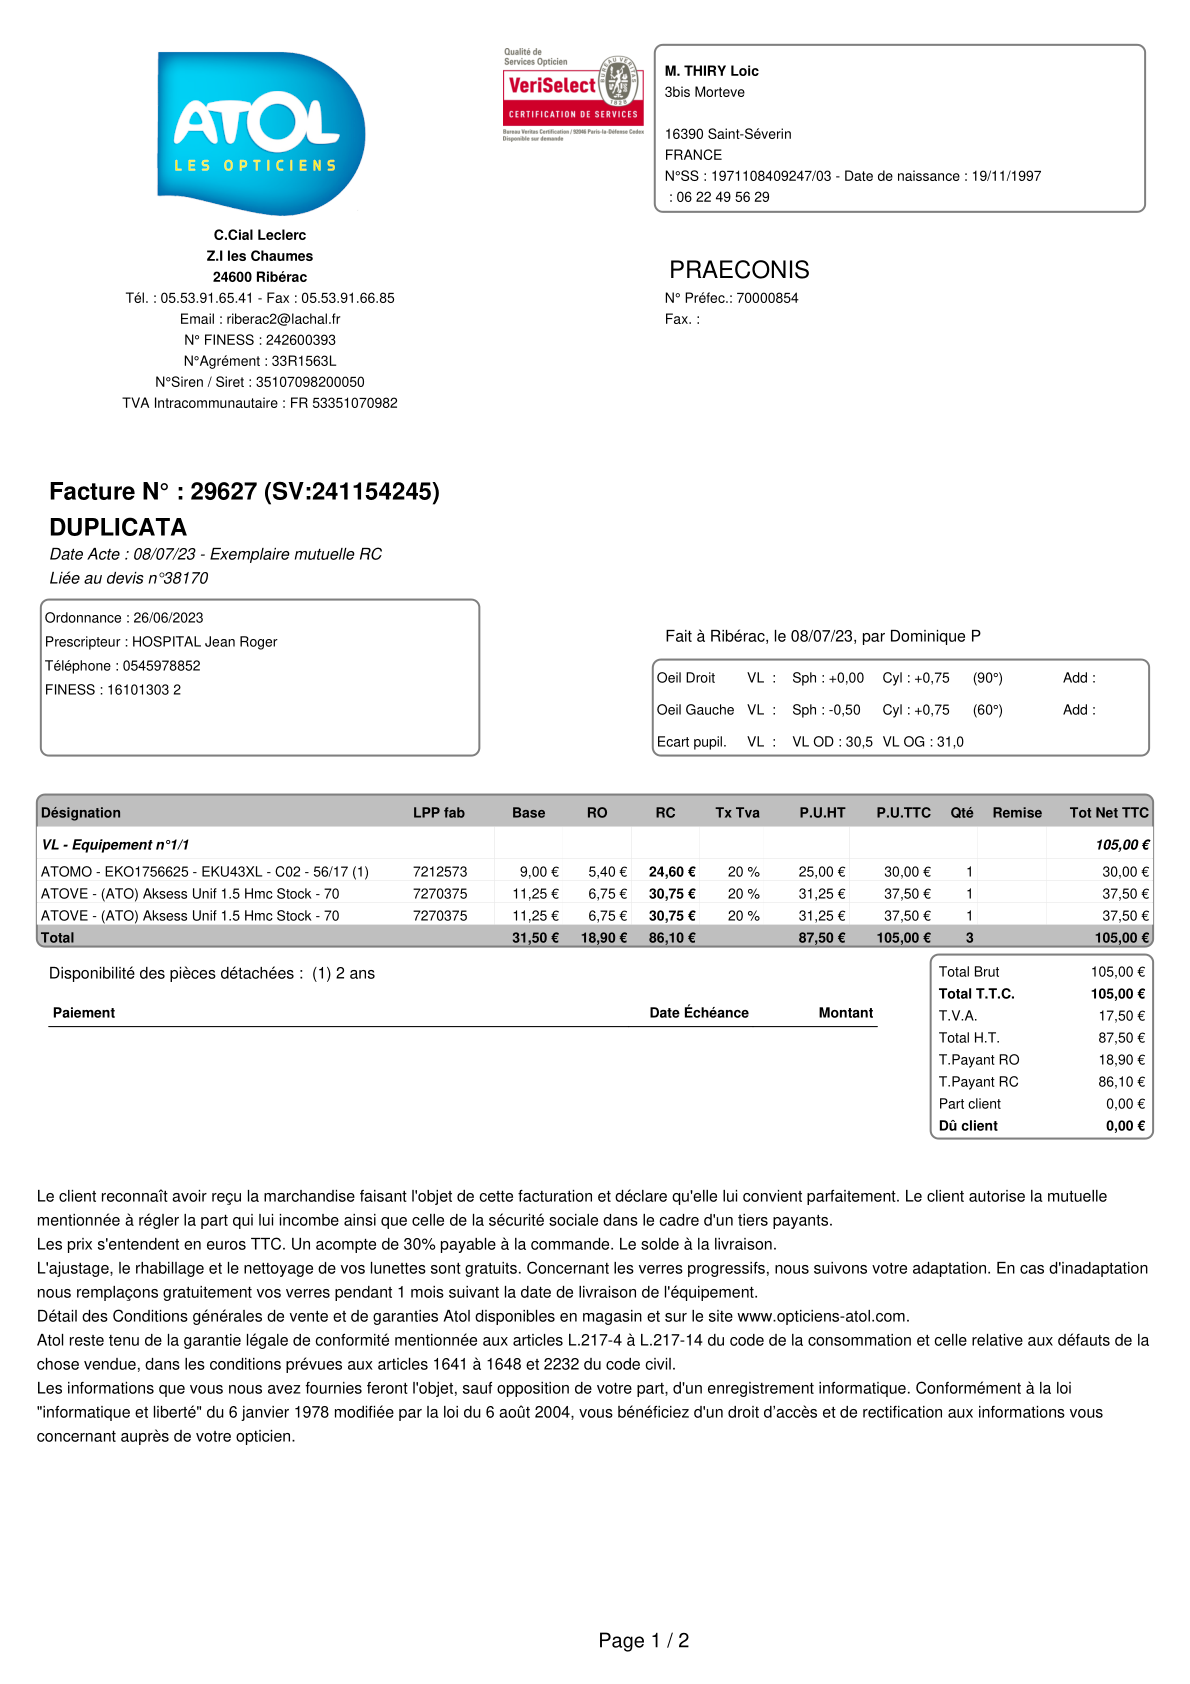 ATOL
LES OPTICIENS
Qualité de
Services Opticien
VeriSelect
BUREAU VERITAS
1828
CERTIFICATION DE SERVICES
Bureau Veritas Certification / 92046 Paris-la-Défense Cedex
Disponible sur demande
M. THIRY Loic
3bis Morteve
16390 Saint-Séverin
FRANCE
N°SS : 1971108409247/03 - Date de naissance : 19/11/1997
: 06 22 49 56 29
C.Cial Leclerc
Z.I les Chaumes
24600 Ribérac
Tél. : 05.53.91.65.41 - Fax : 05.53.91.66.85
Email : riberac2@lachal.fr
N° FINESS : 242600393
N°Agrément : 33R1563L
N°Siren / Siret : 35107098200050
TVA Intracommunautaire : FR 53351070982
PRAECONIS
N° Préfec.: 70000854
Fax. :
Facture N° : 29627 (SV:241154245)
DUPLICATA
Date Acte : 08/07/23 - Exemplaire mutuelle RC
Liée au devis n°38170
Ordonnance : 26/06/2023
Prescripteur : HOSPITAL Jean Roger
Téléphone : 0545978852
FINESS : 16101303 2
Fait à Ribérac, le 08/07/23, par Dominique P
Oeil Droit VL : Sph : +0,00 Cyl : +0,75 (90°) Add :
Oeil Gauche VL : Sph : -0,50 Cyl : +0,75 (60°) Add :
Ecart pupil. VL : VL OD : 30,5 VL OG : 31,0
Désignation LPP fab Base RO RC Tx Tva P.U.HT P.U.TTC Qté Remise Tot Net TTC
VL - Equipement n°1/1 105,00 €
ATOMO - EKO1756625 - EKU43XL - C02 - 56/17 (1) 7212573 9,00 € 5,40 € 24,60 € 20 % 25,00 € 30,00 € 1 30,00 €
ATOVE - (ATO) Aksess Unif 1.5 Hmc Stock - 70 7270375 11,25 € 6,75 € 30,75 € 20 % 31,25 € 37,50 € 1 37,50 €
ATOVE - (ATO) Aksess Unif 1.5 Hmc Stock - 70 7270375 11,25 € 6,75 € 30,75 € 20 % 31,25 € 37,50 € 1 37,50 €
Total 31,50 € 18,90 € 86,10 € 87,50 € 105,00 € 3 105,00 €
Disponibilité des pièces détachées : (1) 2 ans
Paiement Date Échéance Montant
Total Brut 105,00 €
Total T.T.C. 105,00 €
T.V.A. 17,50 €
Total H.T. 87,50 €
T.Payant RO 18,90 €
T.Payant RC 86,10 €
Part client 0,00 €
Dû client 0,00 €
Le client reconnaît avoir reçu la marchandise faisant l'objet de cette facturation et déclare qu'elle lui convient parfaitement. Le client autorise la mutuelle
mentionnée à régler la part qui lui incombe ainsi que celle de la sécurité sociale dans le cadre d'un tiers payants.
Les prix s'entendent en euros TTC. Un acompte de 30% payable à la commande. Le solde à la livraison.
L'ajustage, le rhabillage et le nettoyage de vos lunettes sont gratuits. Concernant les verres progressifs, nous suivons votre adaptation. En cas d'inadaptation
nous remplaçons gratuitement vos verres pendant 1 mois suivant la date de livraison de l'équipement.
Détail des Conditions générales de vente et de garanties Atol disponibles en magasin et sur le site www.opticiens-atol.com.
Atol reste tenu de la garantie légale de conformité mentionnée aux articles L.217-4 à L.217-14 du code de la consommation et celle relative aux défauts de la
chose vendue, dans les conditions prévues aux articles 1641 à 1648 et 2232 du code civil.
Les informations que vous nous avez fournies feront l'objet, sauf opposition de votre part, d'un enregistrement informatique. Conformément à la loi
"informatique et liberté" du 6 janvier 1978 modifiée par la loi du 6 août 2004, vous bénéficiez d'un droit d'accès et de rectification aux informations vous
concernant auprès de votre opticien.
Page 1 / 2